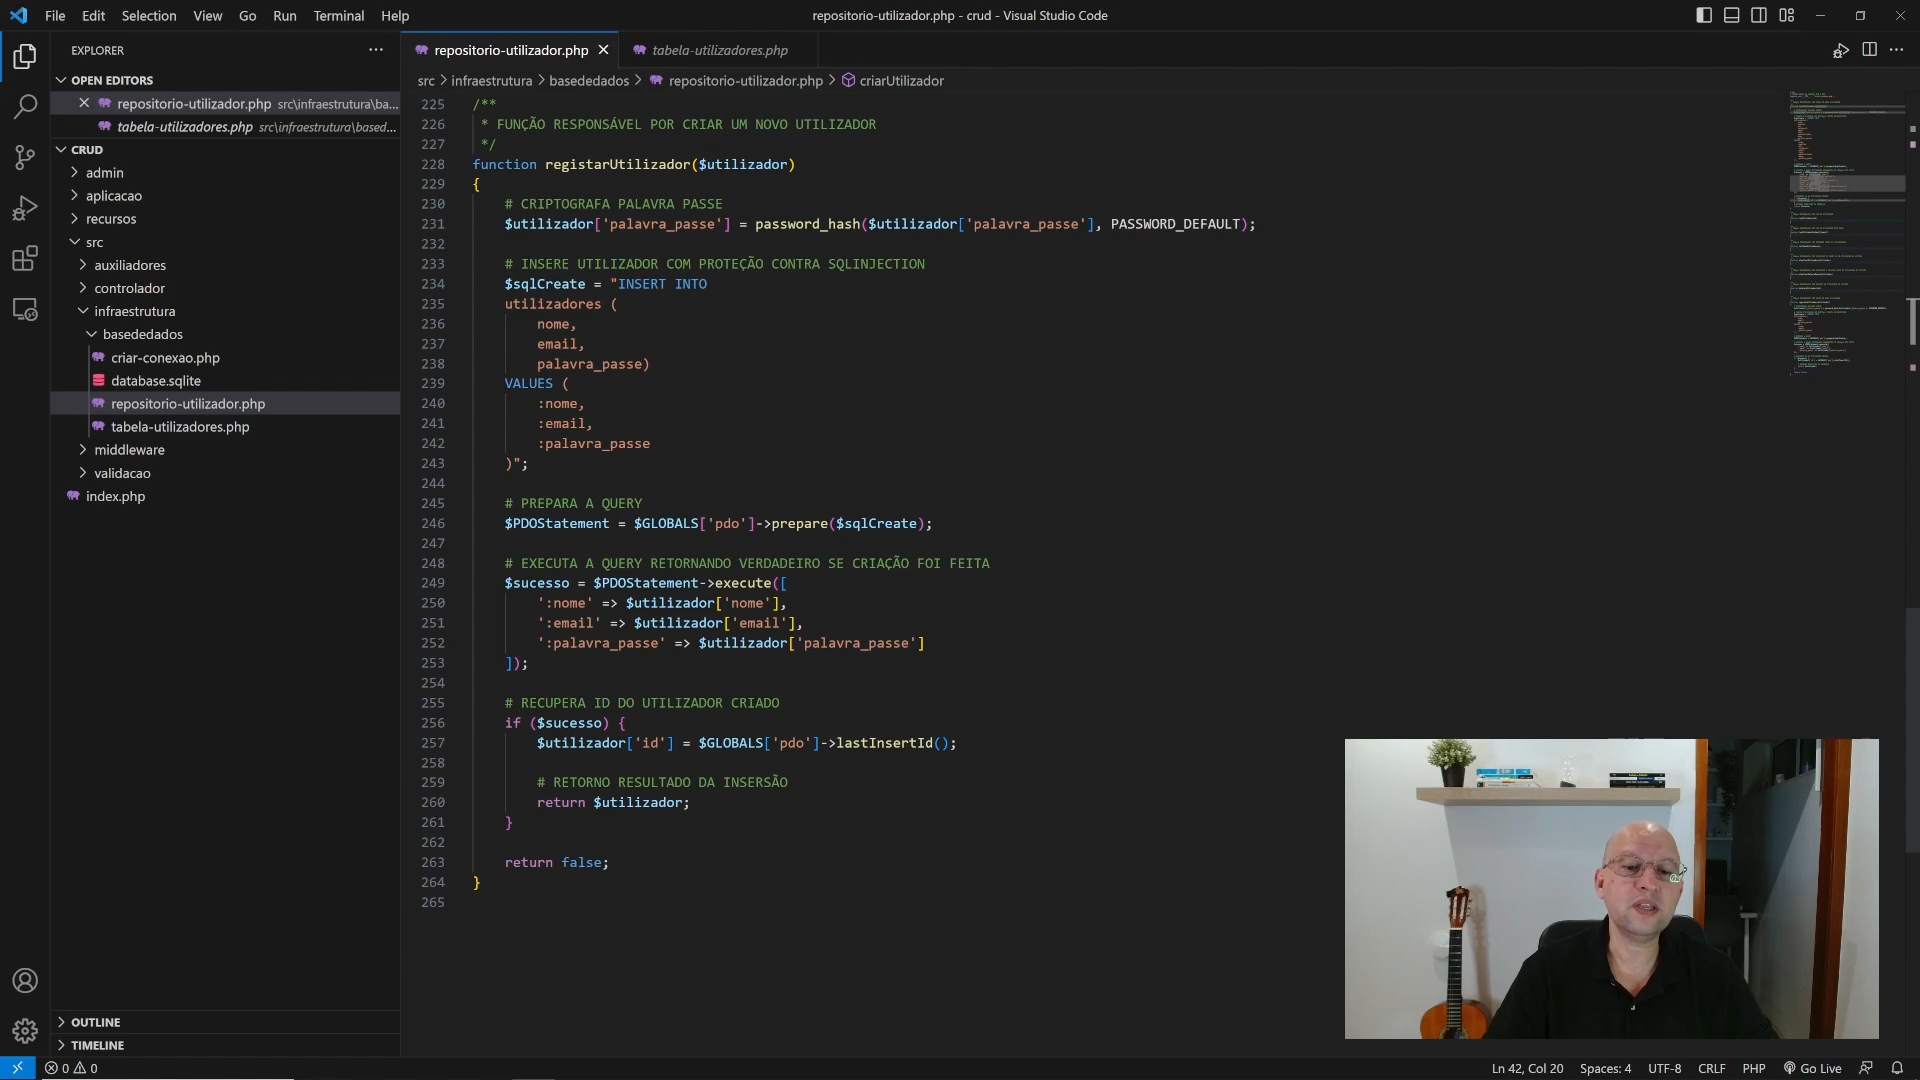 File Edit Selection View Go Run Terminal Help
repositorio-utilizador.php - crud - Visual Studio Code
EXPLORER
OPEN EDITORS
repositorio-utilizador.php src\infraestrutura\ba...
tabela-utilizadores.php src\infraestrutura\based...
CRUD
admin
aplicacao
recursos
src
auxiliadores
controlador
infraestrutura
basededados
criar-conexao.php
database.sqlite
repositorio-utilizador.php
tabela-utilizadores.php
middleware
validacao
index.php
OUTLINE
TIMELINE
repositorio-utilizador.php
tabela-utilizadores.php
src > infraestrutura > basededados > repositorio-utilizador.php > criarUtilizador
225 /**
226 * FUNÇÃO RESPONSÁVEL POR CRIAR UM NOVO UTILIZADOR
227 */
228 function registarUtilizador($utilizador)
229 {
230 # CRIPTOGRAFA PALAVRA PASSE
231 $utilizador['palavra_passe'] = password_hash($utilizador['palavra_passe'], PASSWORD_DEFAULT);
232
233 # INSERE UTILIZADOR COM PROTEÇÃO CONTRA SQLINJECTION
234 $sqlCreate = "INSERT INTO
235 utilizadores (
236 nome,
237 email,
238 palavra_passe)
239 VALUES (
240 :nome,
241 :email,
242 :palavra_passe
243 )";
244
245 # PREPARA A QUERY
246 $PDOStatement = $GLOBALS['pdo']->prepare($sqlCreate);
247
248 # EXECUTA A QUERY RETORNANDO VERDADEIRO SE CRIAÇÃO FOI FEITA
249 $sucesso = $PDOStatement->execute([
250 ':nome' => $utilizador['nome'],
251 ':email' => $utilizador['email'],
252 ':palavra_passe' => $utilizador['palavra_passe']
253 ]);
254
255 # RECUPERA ID DO UTILIZADOR CRIADO
256 if ($sucesso) {
257 $utilizador['id'] = $GLOBALS['pdo']->lastInsertId();
258
259 # RETORNO RESULTADO DA INSERSÃO
260 return $utilizador;
261 }
262
263 return false;
264 }
265
0 0
Ln 42, Col 20 Spaces: 4 UTF-8 CRLF PHP Go Live